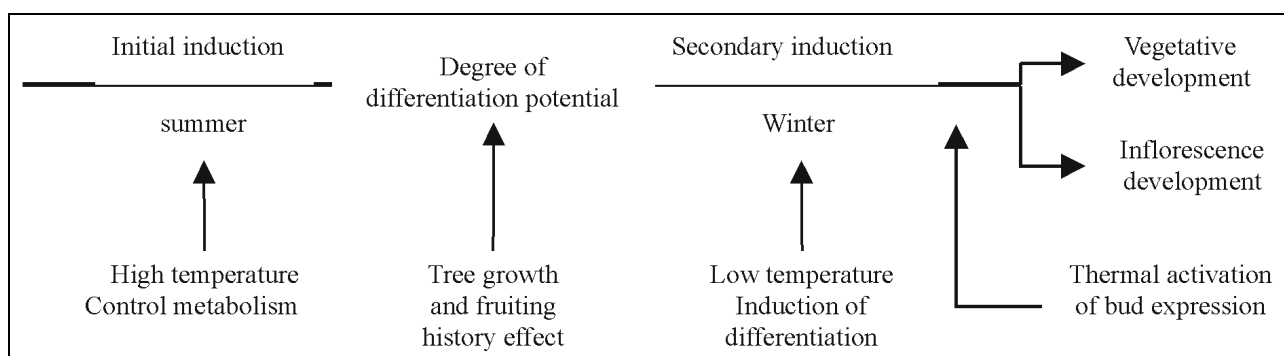 Initial induction
summer
High temperature
Control metabolism
Degree of
differentiation potential
Tree growth
and fruiting
history effect
Secondary induction
Winter
Low temperature
Induction of
differentiation
Vegetative
development
Inflorescence
development
Thermal activation
of bud expression